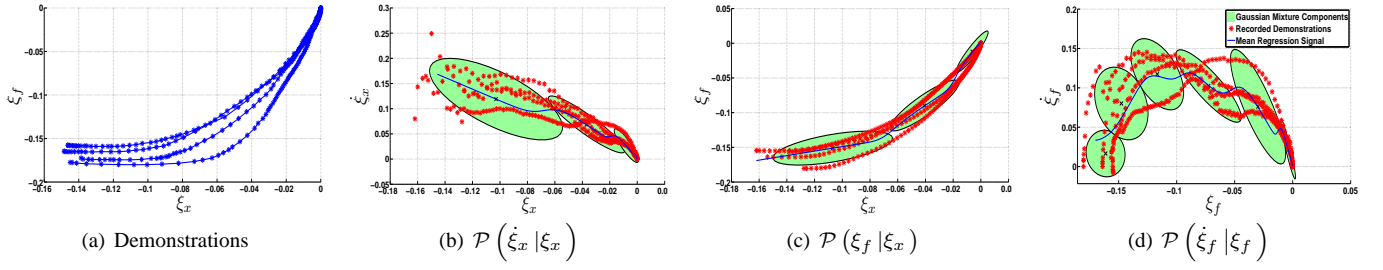 0
−0.05
−0.1
−0.15
−0.2
−0.16 −0.14 −0.12 −0.1 −0.08 −0.06 −0.04 −0.02 0
ξ_f
ξ_x
(a) Demonstrations
0.3
0.25
0.2
0.15
0.1
0.05
0
0.05
−0.18 −0.16 −0.14 −0.12 −0.1 −0.08 −0.06 −0.04 −0.02 0
ξ̇_x
ξ_x
(b) 𝒫(ξ̇_x |ξ_x)
0.05
0
−0.05
−0.1
−0.15
−0.2
−0.18 −0.16 −0.14 −0.12 −0.1 −0.08 −0.06 −0.04 −0.02 0 0.0
ξ_f
ξ_x
(c) 𝒫(ξ_f |ξ_x)
0.2
0.15
0.1
0.05
0
−0.15 −0.1 −0.05 0 0.05
ξ̇_f
ξ_f
Gaussian Mixture Components
Recorded Demonstrations
Mean Regression Signal
(d) 𝒫(ξ̇_f |ξ_f)